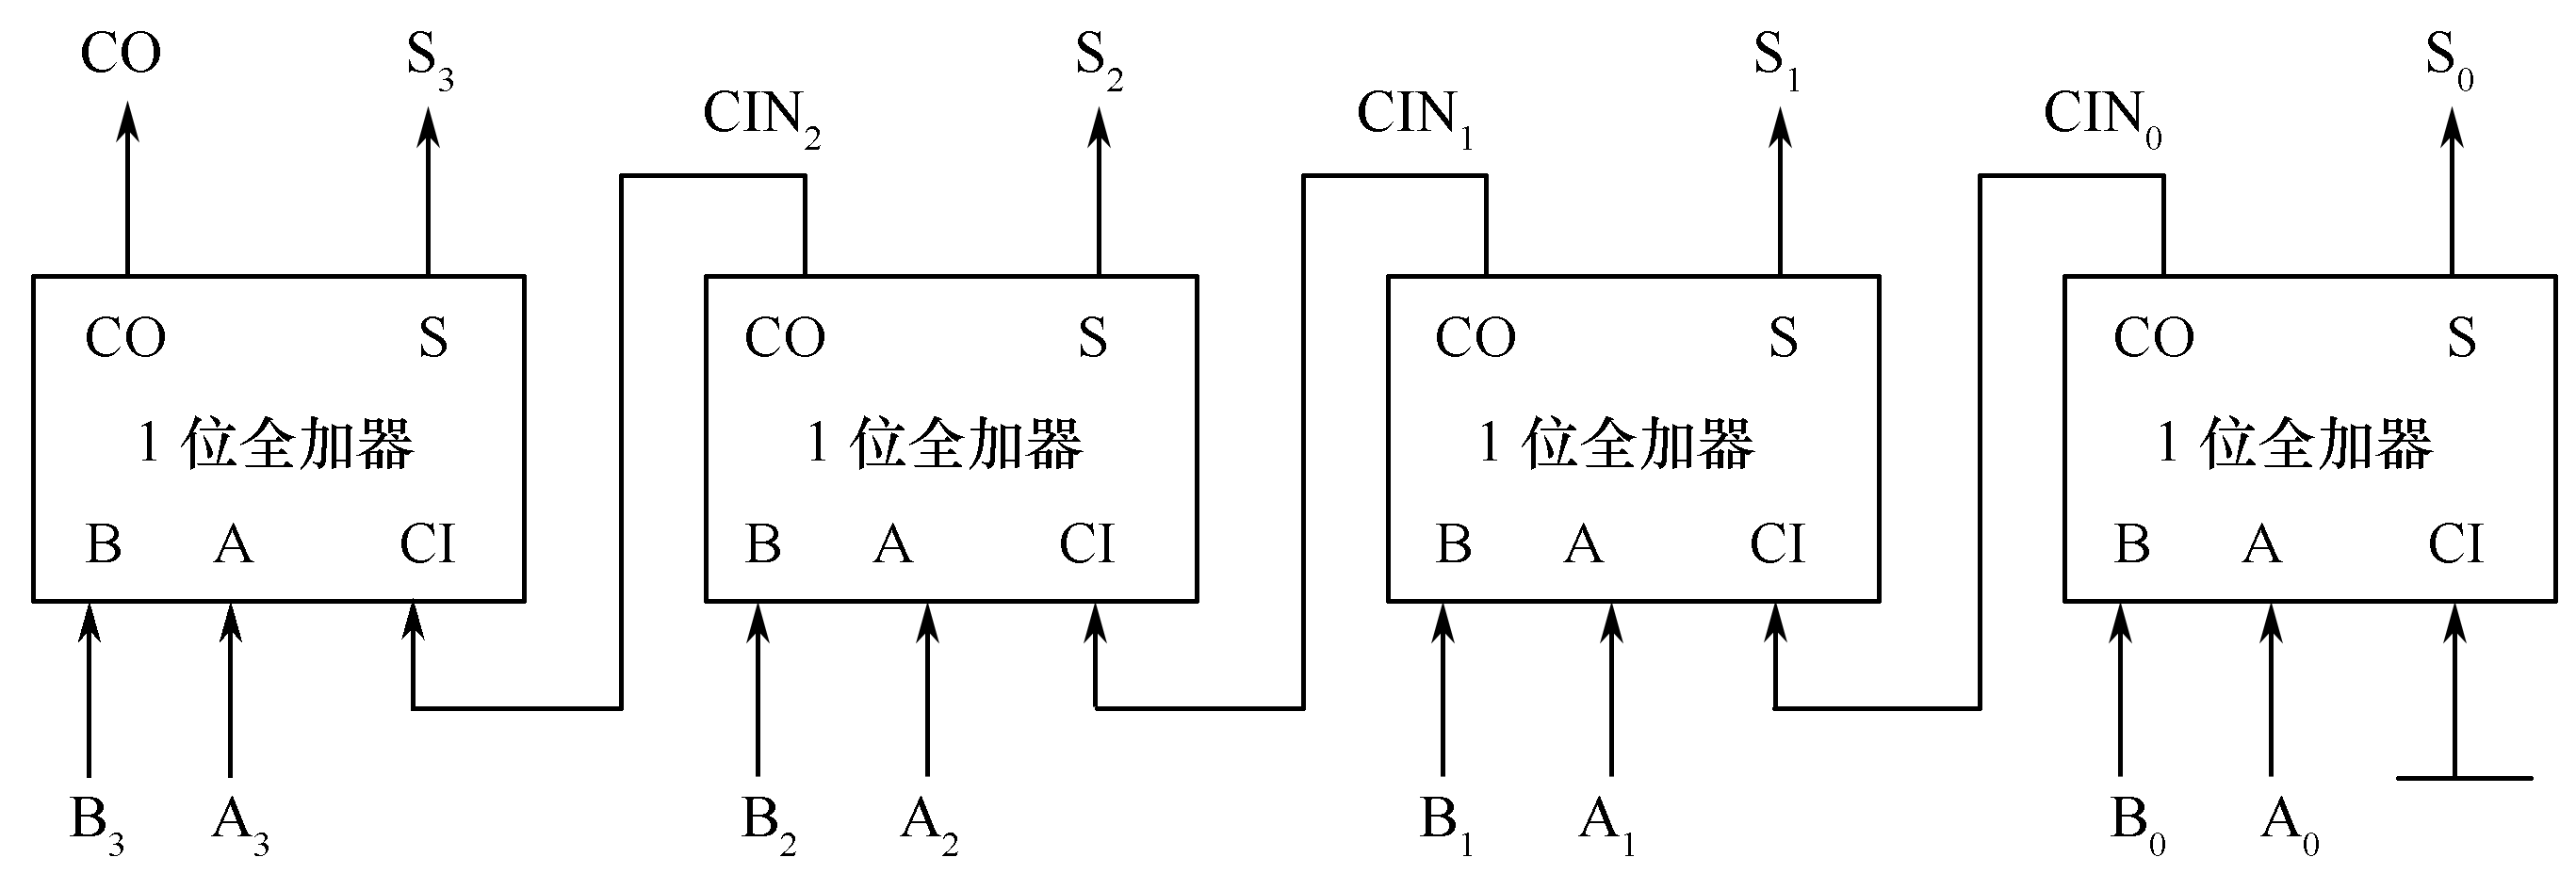 CO S₃ CIN₂ S₂ CIN₁ S₁ CIN₀ S₀
CO S CO S CO S CO S
1 位全加器 1 位全加器 1 位全加器 1 位全加器
B A CI B A CI B A CI B A CI
B₃ A₃ B₂ A₂ B₁ A₁ B₀ A₀